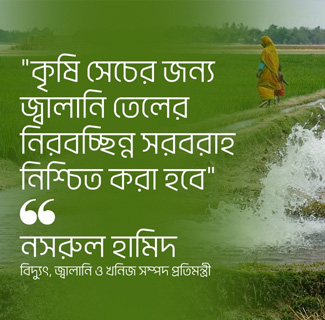 "কৃষি সেচের জন্য
জ্বালানি তেলের
নিরবচ্ছিন্ন সরবরাহ
নিশ্চিত করা হবে"
নসরুল হামিদ
বিদ্যুৎ, জ্বালানি ও খনিজ সম্পদ প্রতিমন্ত্রী